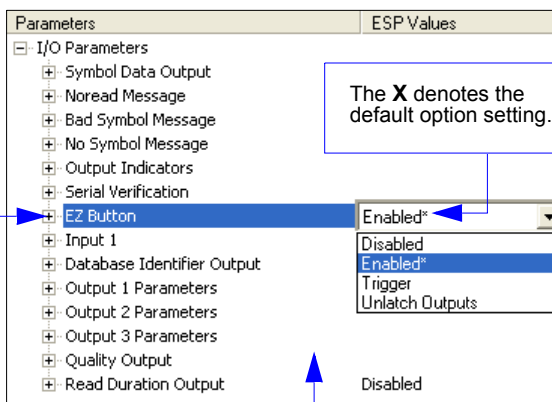 Parameters ESP Values
I/O Parameters
Symbol Data Output
Noread Message
Bad Symbol Message
No Symbol Message
Output Indicators
Serial Verification
EZ Button Enabled*
Input 1
Database Identifier Output
Output 1 Parameters
Output 2 Parameters
Output 3 Parameters
Quality Output
Read Duration Output Disabled
The X denotes the
default option setting.
Disabled
Enabled*
Trigger
Unlatch Outputs